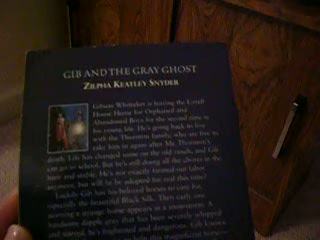 GIB AND THE GRAY GHOST
ZILPHA KEATLEY SNYDER
Gibson Whittaker is leaving the Lovell
House Home for Orphaned and
Abandoned Boys for the second time in
his young life. He's going back to live
with the Thornton family, who are free to
take him in again after Mr. Thornton's
death. Life has changed some on the old ranch, and Gib
can go to school. But he's still doing all the chores in the
and stable. He's not exactly farmed-out labor
anymore, but will he be adopted for real this time?
Luckily Gib has his beloved horses to care for,
especially the beautiful Black Silk. Then early one
morning a strange horse appears in a snowstorm. A
handsome dapple gray that has been severely whipped
and starved, he's frightened and dangerous. Gib knows
help this magnificent horse